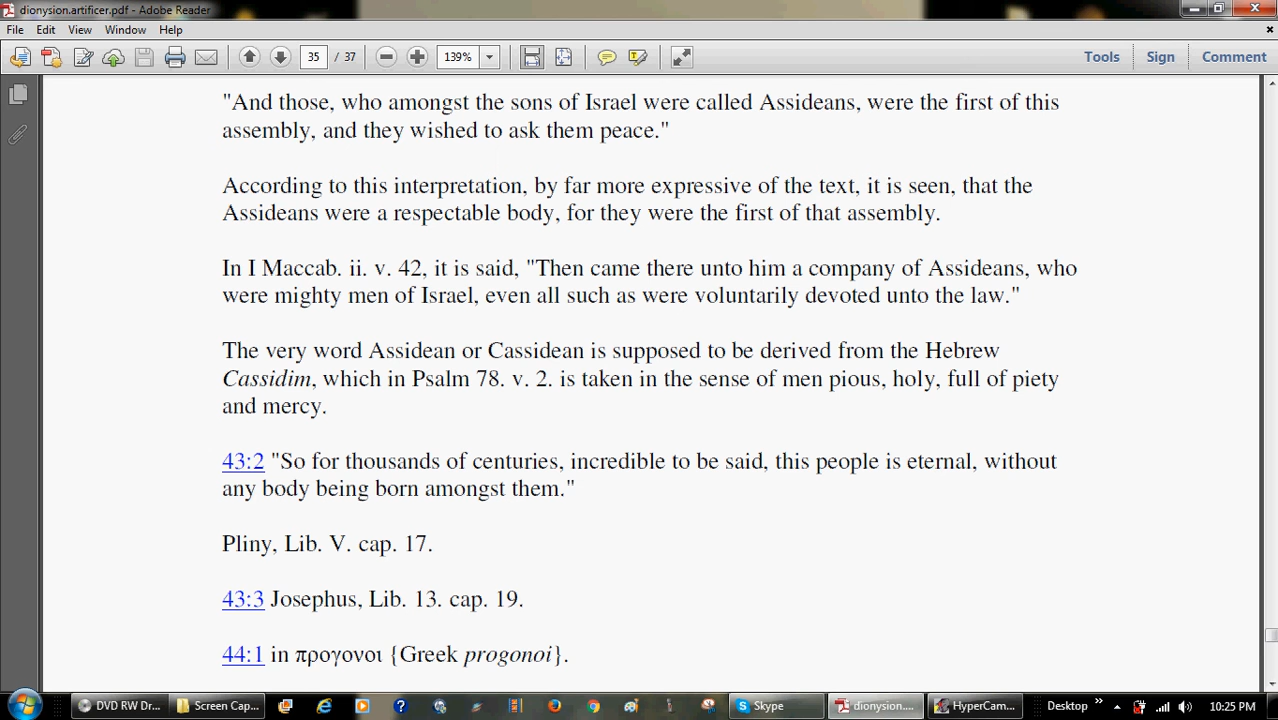 dionysion.artificer.pdf - Adobe Reader
File Edit View Window Help
35 / 37 139% Tools Sign Comment
"And those, who amongst the sons of Israel were called Assideans, were the first of this
assembly, and they wished to ask them peace."
According to this interpretation, by far more expressive of the text, it is seen, that the
Assideans were a respectable body, for they were the first of that assembly.
In I Maccab. ii. v. 42, it is said, "Then came there unto him a company of Assideans, who
were mighty men of Israel, even all such as were voluntarily devoted unto the law."
The very word Assidean or Cassidean is supposed to be derived from the Hebrew
Cassidim, which in Psalm 78. v. 2. is taken in the sense of men pious, holy, full of piety
and mercy.
43:2 "So for thousands of centuries, incredible to be said, this people is eternal, without
any body being born amongst them."
Pliny, Lib. V. cap. 17.
43:3 Josephus, Lib. 13. cap. 19.
44:1 in προγονοι {Greek progonoi}.
DVD RW Dr... Screen Cap... Skype dionysion.... HyperCam... Desktop 10:25 PM